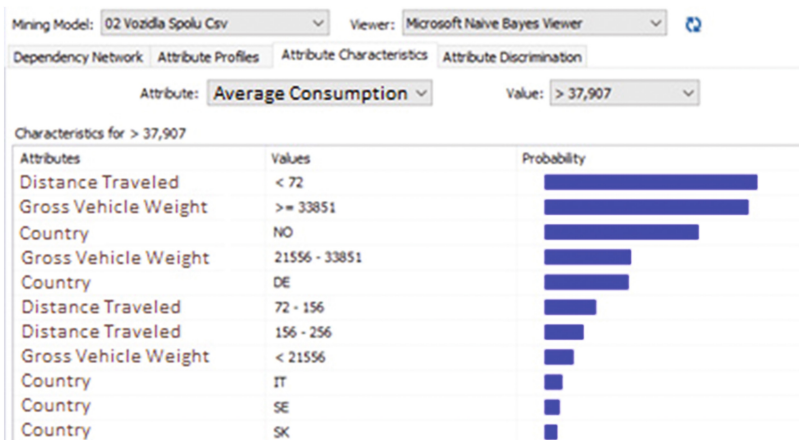 Mining Model: 02 Vozidla Spolu Csv Viewer: Microsoft Naive Bayes Viewer
Dependency Network Attribute Profiles Attribute Characteristics Attribute Discrimination
Attribute: Average Consumption Value: > 37,907
Characteristics for > 37,907
Attributes Values Probability
Distance Traveled < 72
Gross Vehicle Weight >= 33851
Country NO
Gross Vehicle Weight 21556 - 33851
Country DE
Distance Traveled 72 - 156
Distance Traveled 156 - 256
Gross Vehicle Weight < 21556
Country IT
Country SE
Country SK